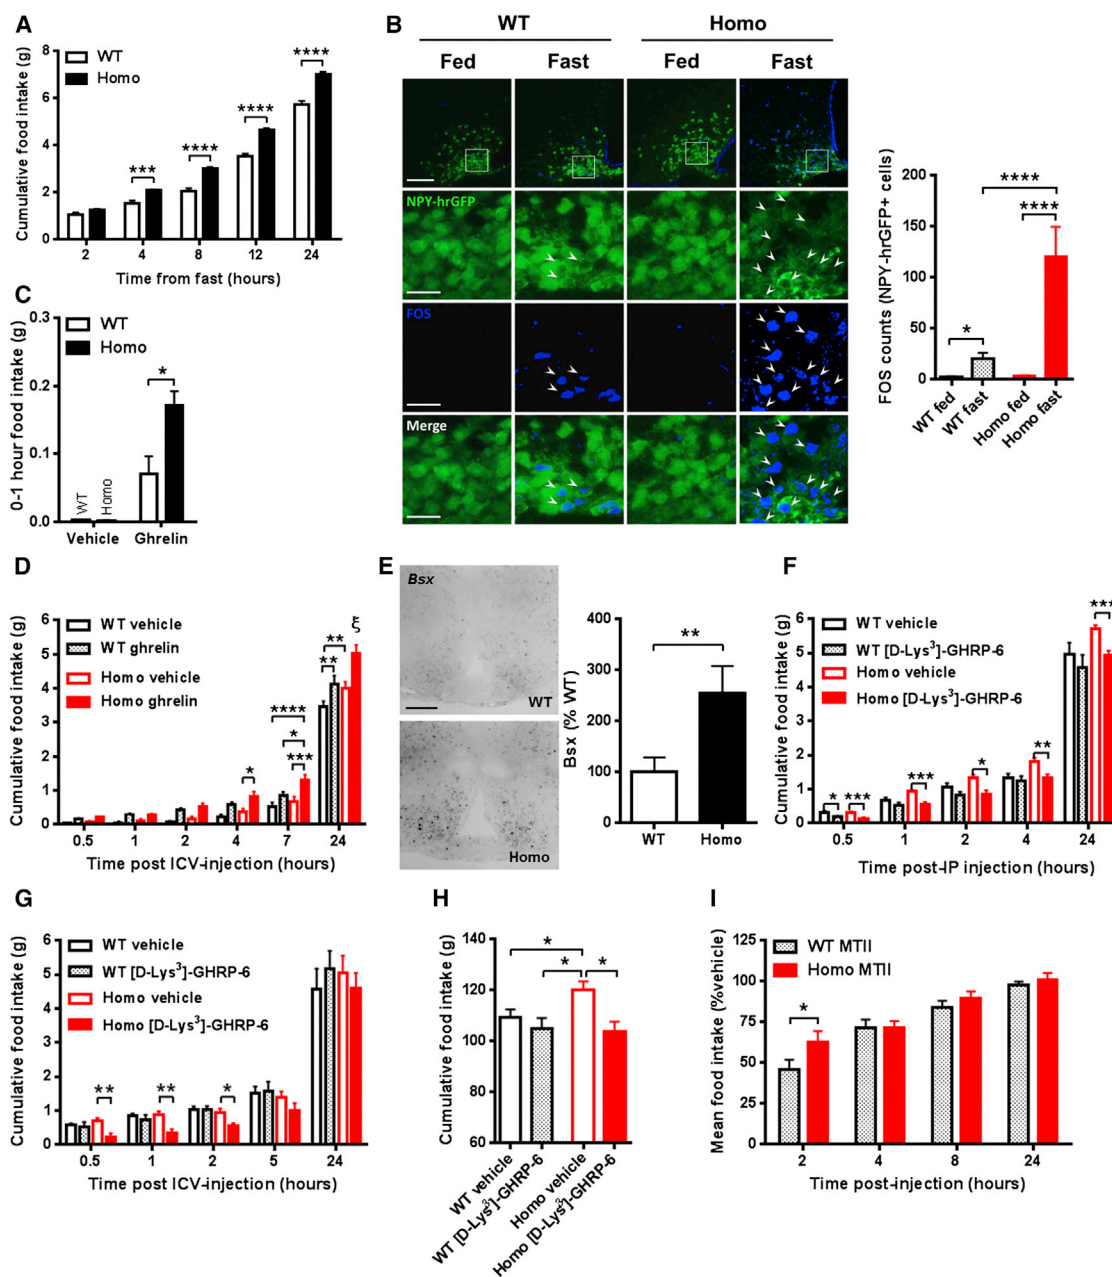 A
Cumulative food intake (g)
8
6
4
2
0
WT
Homo
***
****
****
****
2 4 8 12 24
Time from fast (hours)
B
WT Homo
Fed Fast Fed Fast
NPY-hrGFP
FOS
Merge
FOS counts (NPY-hrGFP+ cells)
200
150
100
50
0
*
****
****
WT fed
WT fast
Homo fed
Homo fast
C
0-1 hour food intake (g)
0.3
0.2
0.1
0.0
WT
Homo
*
WT
Homo
Vehicle Ghrelin
D
Cumulative food intake (g)
6
5
4
3
2
1
0
WT vehicle
WT ghrelin
Homo vehicle
Homo ghrelin
*
****
*
***
**
**
ξ
0.5 1 2 4 7 24
Time post ICV-injection (hours)
E
Bsx
WT
Homo
Bsx (% WT)
400
300
200
100
0
**
WT Homo
F
Cumulative food intake (g)
6
5
4
3
2
1
0
WT vehicle
WT [D-Lys³]-GHRP-6
Homo vehicle
Homo [D-Lys³]-GHRP-6
* ***
***
*
**
***
0.5 1 2 4 24
Time post-IP injection (hours)
G
Cumulative food intake (g)
6
5
4
3
2
1
0
WT vehicle
WT [D-Lys³]-GHRP-6
Homo vehicle
Homo [D-Lys³]-GHRP-6
**
**
*
0.5 1 2 5 24
Time post ICV-injection (hours)
H
Cumulative food intake (g)
140
120
100
80
60
*
* *
WT vehicle
WT [D-Lys³]-GHRP-6
Homo vehicle
Homo [D-Lys³]-GHRP-6
I
Mean food intake (%vehicle)
125
100
75
50
25
0
WT MTII
Homo MTII
*
2 4 8 24
Time post-injection (hours)